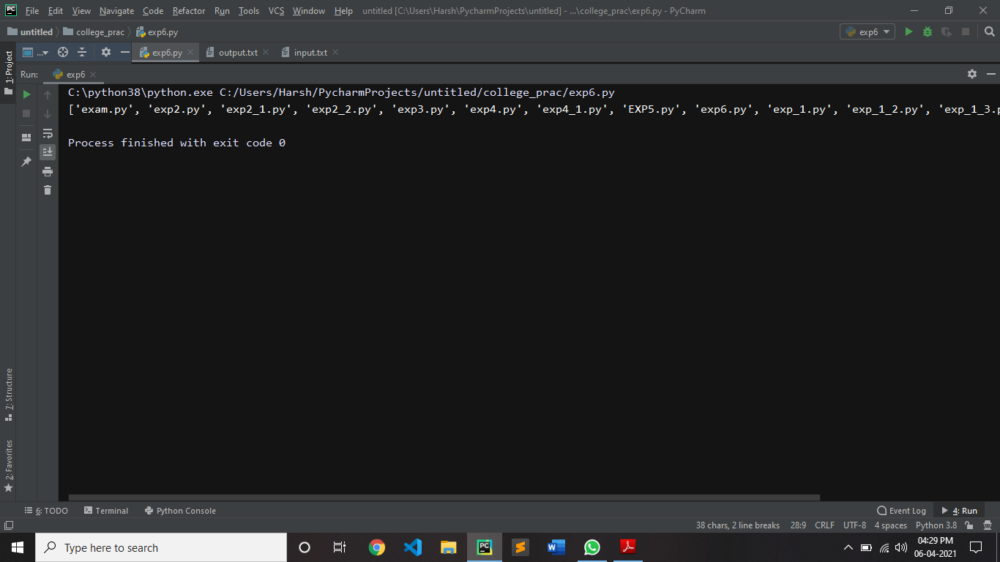 PC File Edit View Navigate Code Refactor Run Tools VCS Window Help untitled [C:\Users\Harsh\PycharmProjects\untitled] - ...\college_prac\exp6.py - PyCharm
untitled college_prac exp6.py exp6
1: Project
... exp6.py output.txt input.txt
Run: exp6
C:\python38\python.exe C:/Users/Harsh/PycharmProjects/untitled/college_prac/exp6.py
['exam.py', 'exp2.py', 'exp2_1.py', 'exp2_2.py', 'exp3.py', 'exp4.py', 'exp4_1.py', 'EXP5.py', 'exp6.py', 'exp_1.py', 'exp_1_2.py', 'exp_1_3.p
Process finished with exit code 0
7: Structure
2: Favorites
6: TODO Terminal Python Console Event Log 4: Run
38 chars, 2 line breaks 28:9 CRLF UTF-8 4 spaces Python 3.8
Type here to search PC W 04:29 PM
06-04-2021